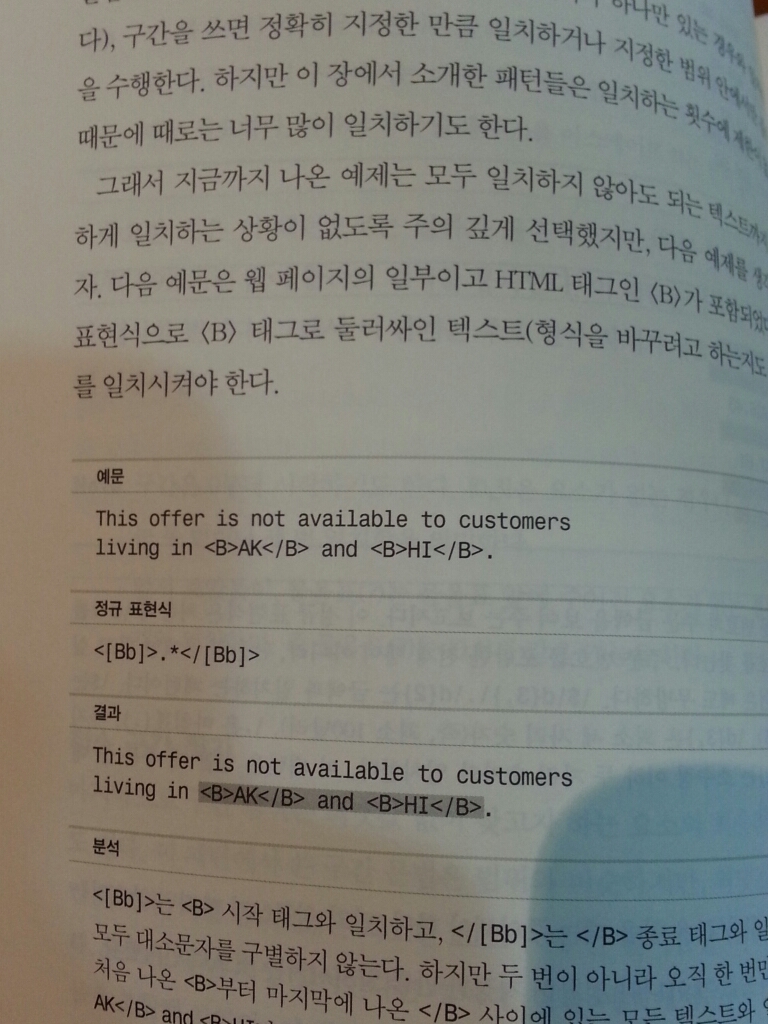 하나만 있는 경우와
다), 구간을 쓰면 정확히 지정한 만큼 일치하거나 지정한 범위 안에서
을 수행한다. 하지만 이 장에서 소개한 패턴들은 일치하는 횟수에
때문에 때로는 너무 많이 일치하기도 한다.
그래서 지금까지 나온 예제는 모두 일치하지 않아도 되는 텍스트까지
하게 일치하는 상황이 없도록 주의 깊게 선택했지만, 다음 예제를
자. 다음 예문은 웹 페이지의 일부이고 HTML 태그인 〈B〉가 포함되었다
표현식으로 〈B〉 태그로 둘러싸인 텍스트(형식을 바꾸려고 하는지도
를 일치시켜야 한다.
예문
This offer is not available to customers
living in <B>AK</B> and <B>HI</B>.
정규 표현식
<[Bb]>.*</[Bb]>
결과
This offer is not available to customers
living in <B>AK</B> and <B>HI</B>.
분석
<[Bb]>는 <B> 시작 태그와 일치하고, </[Bb]>는 </B> 종료 태그와 일
모두 대소문자를 구별하지 않는다. 하지만 두 번이 아니라 오직 한 번만
처음 나온 <B>부터 마지막에 나온 </B> 사이에 있는 모든 텍스트와
AK</B> and <B>HI